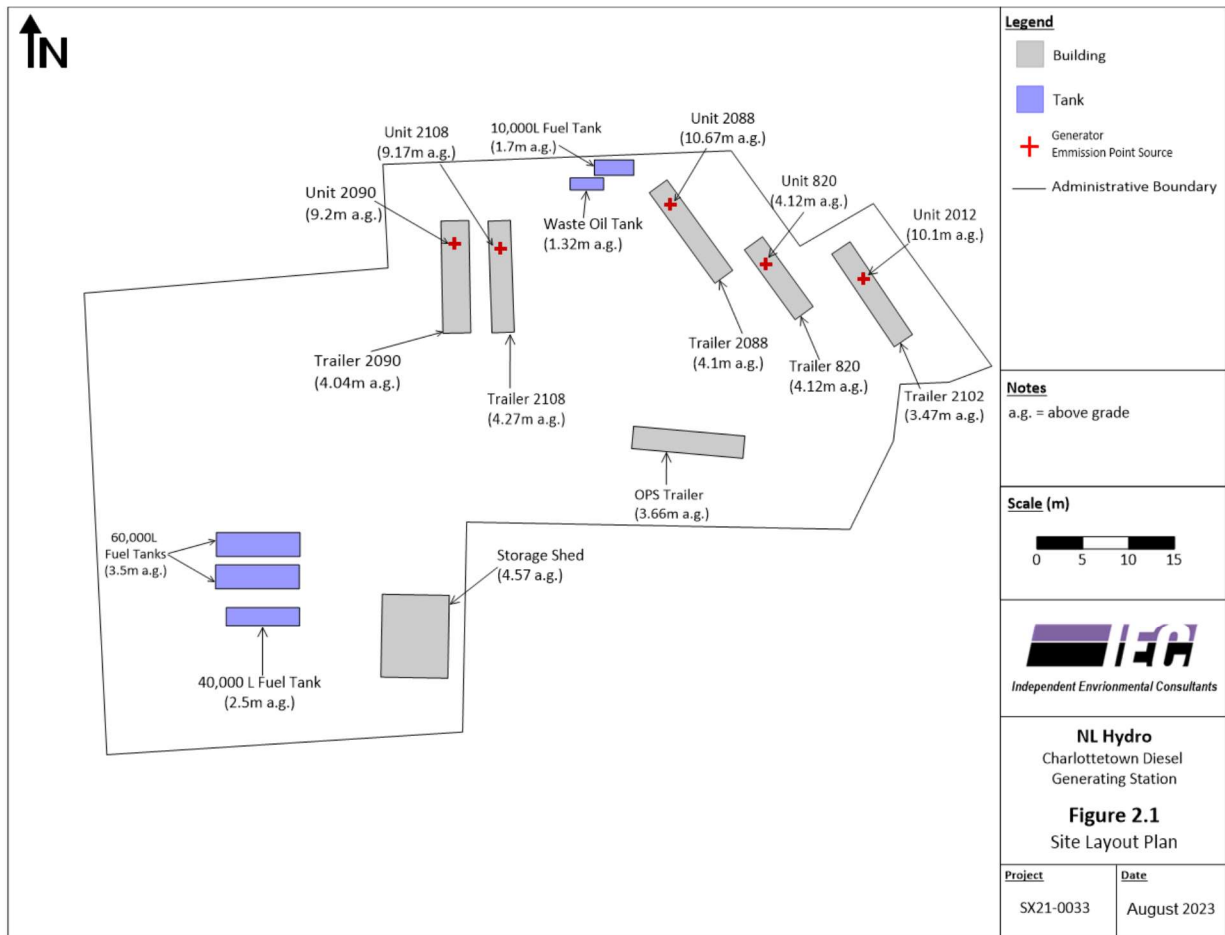 N
Unit 2088
(10.67m a.g.)
10,000L Fuel Tank
(1.7m a.g.)
Unit 2108
(9.17m a.g.)
Unit 820
(4.12m a.g.)
Unit 2090
(9.2m a.g.)
Unit 2012
(10.1m a.g.)
Waste Oil Tank
(1.32m a.g.)
Trailer 2090
(4.04m a.g.)
Trailer 2088
(4.1m a.g.)
Trailer 820
(4.12m a.g.)
Trailer 2108
(4.27m a.g.)
Trailer 2102
(3.47m a.g.)
OPS Trailer
(3.66m a.g.)
60,000L
Fuel Tanks
(3.5m a.g.)
Storage Shed
(4.57 a.g.)
40,000 L Fuel Tank
(2.5m a.g.)
Legend
Building
Tank
Generator
Emmission Point Source
Administrative Boundary
Notes
a.g. = above grade
Scale (m)
0 5 10 15
IEC
Independent Envrionmental Consultants
NL Hydro
Charlottetown Diesel
Generating Station
Figure 2.1
Site Layout Plan
Project
SX21-0033
Date
August 2023